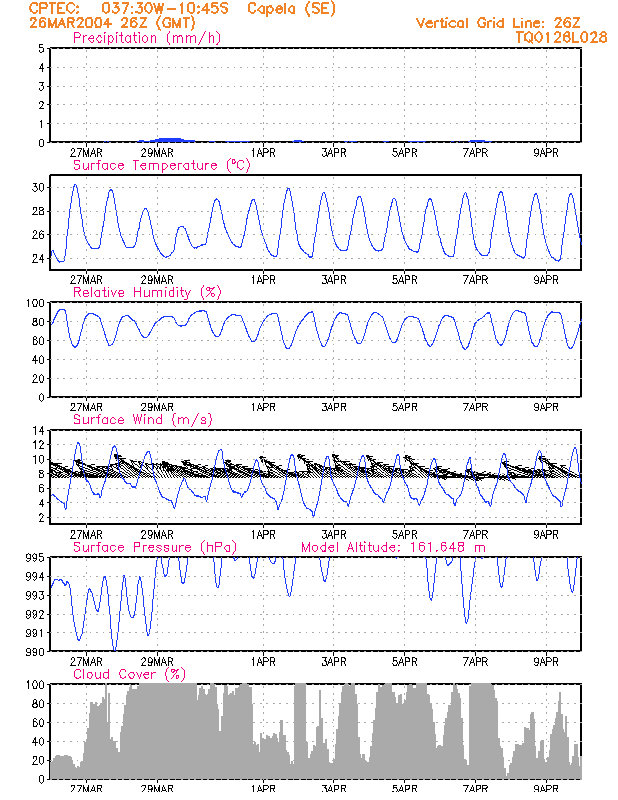 CPTEC: 037:30W-10:45S Capela (SE)
26MAR2004 26Z (GMT) Vertical Grid Line: 26Z
Precipitation (mm/h) TQ0126L028
5
4
3
2
1
0
27MAR 29MAR 1APR 3APR 5APR 7APR 9APR
Surface Temperature (°C)
30
28
26
24
27MAR 29MAR 1APR 3APR 5APR 7APR 9APR
Relative Humidity (%)
100
80
60
40
20
0
27MAR 29MAR 1APR 3APR 5APR 7APR 9APR
Surface Wind (m/s)
14
12
10
8
6
4
2
27MAR 29MAR 1APR 3APR 5APR 7APR 9APR
Surface Pressure (hPa) Model Altitude: 161.648 m
995
994
993
992
991
990
27MAR 29MAR 1APR 3APR 5APR 7APR 9APR
Cloud Cover (%)
100
80
60
40
20
0
27MAR 29MAR 1APR 3APR 5APR 7APR 9APR